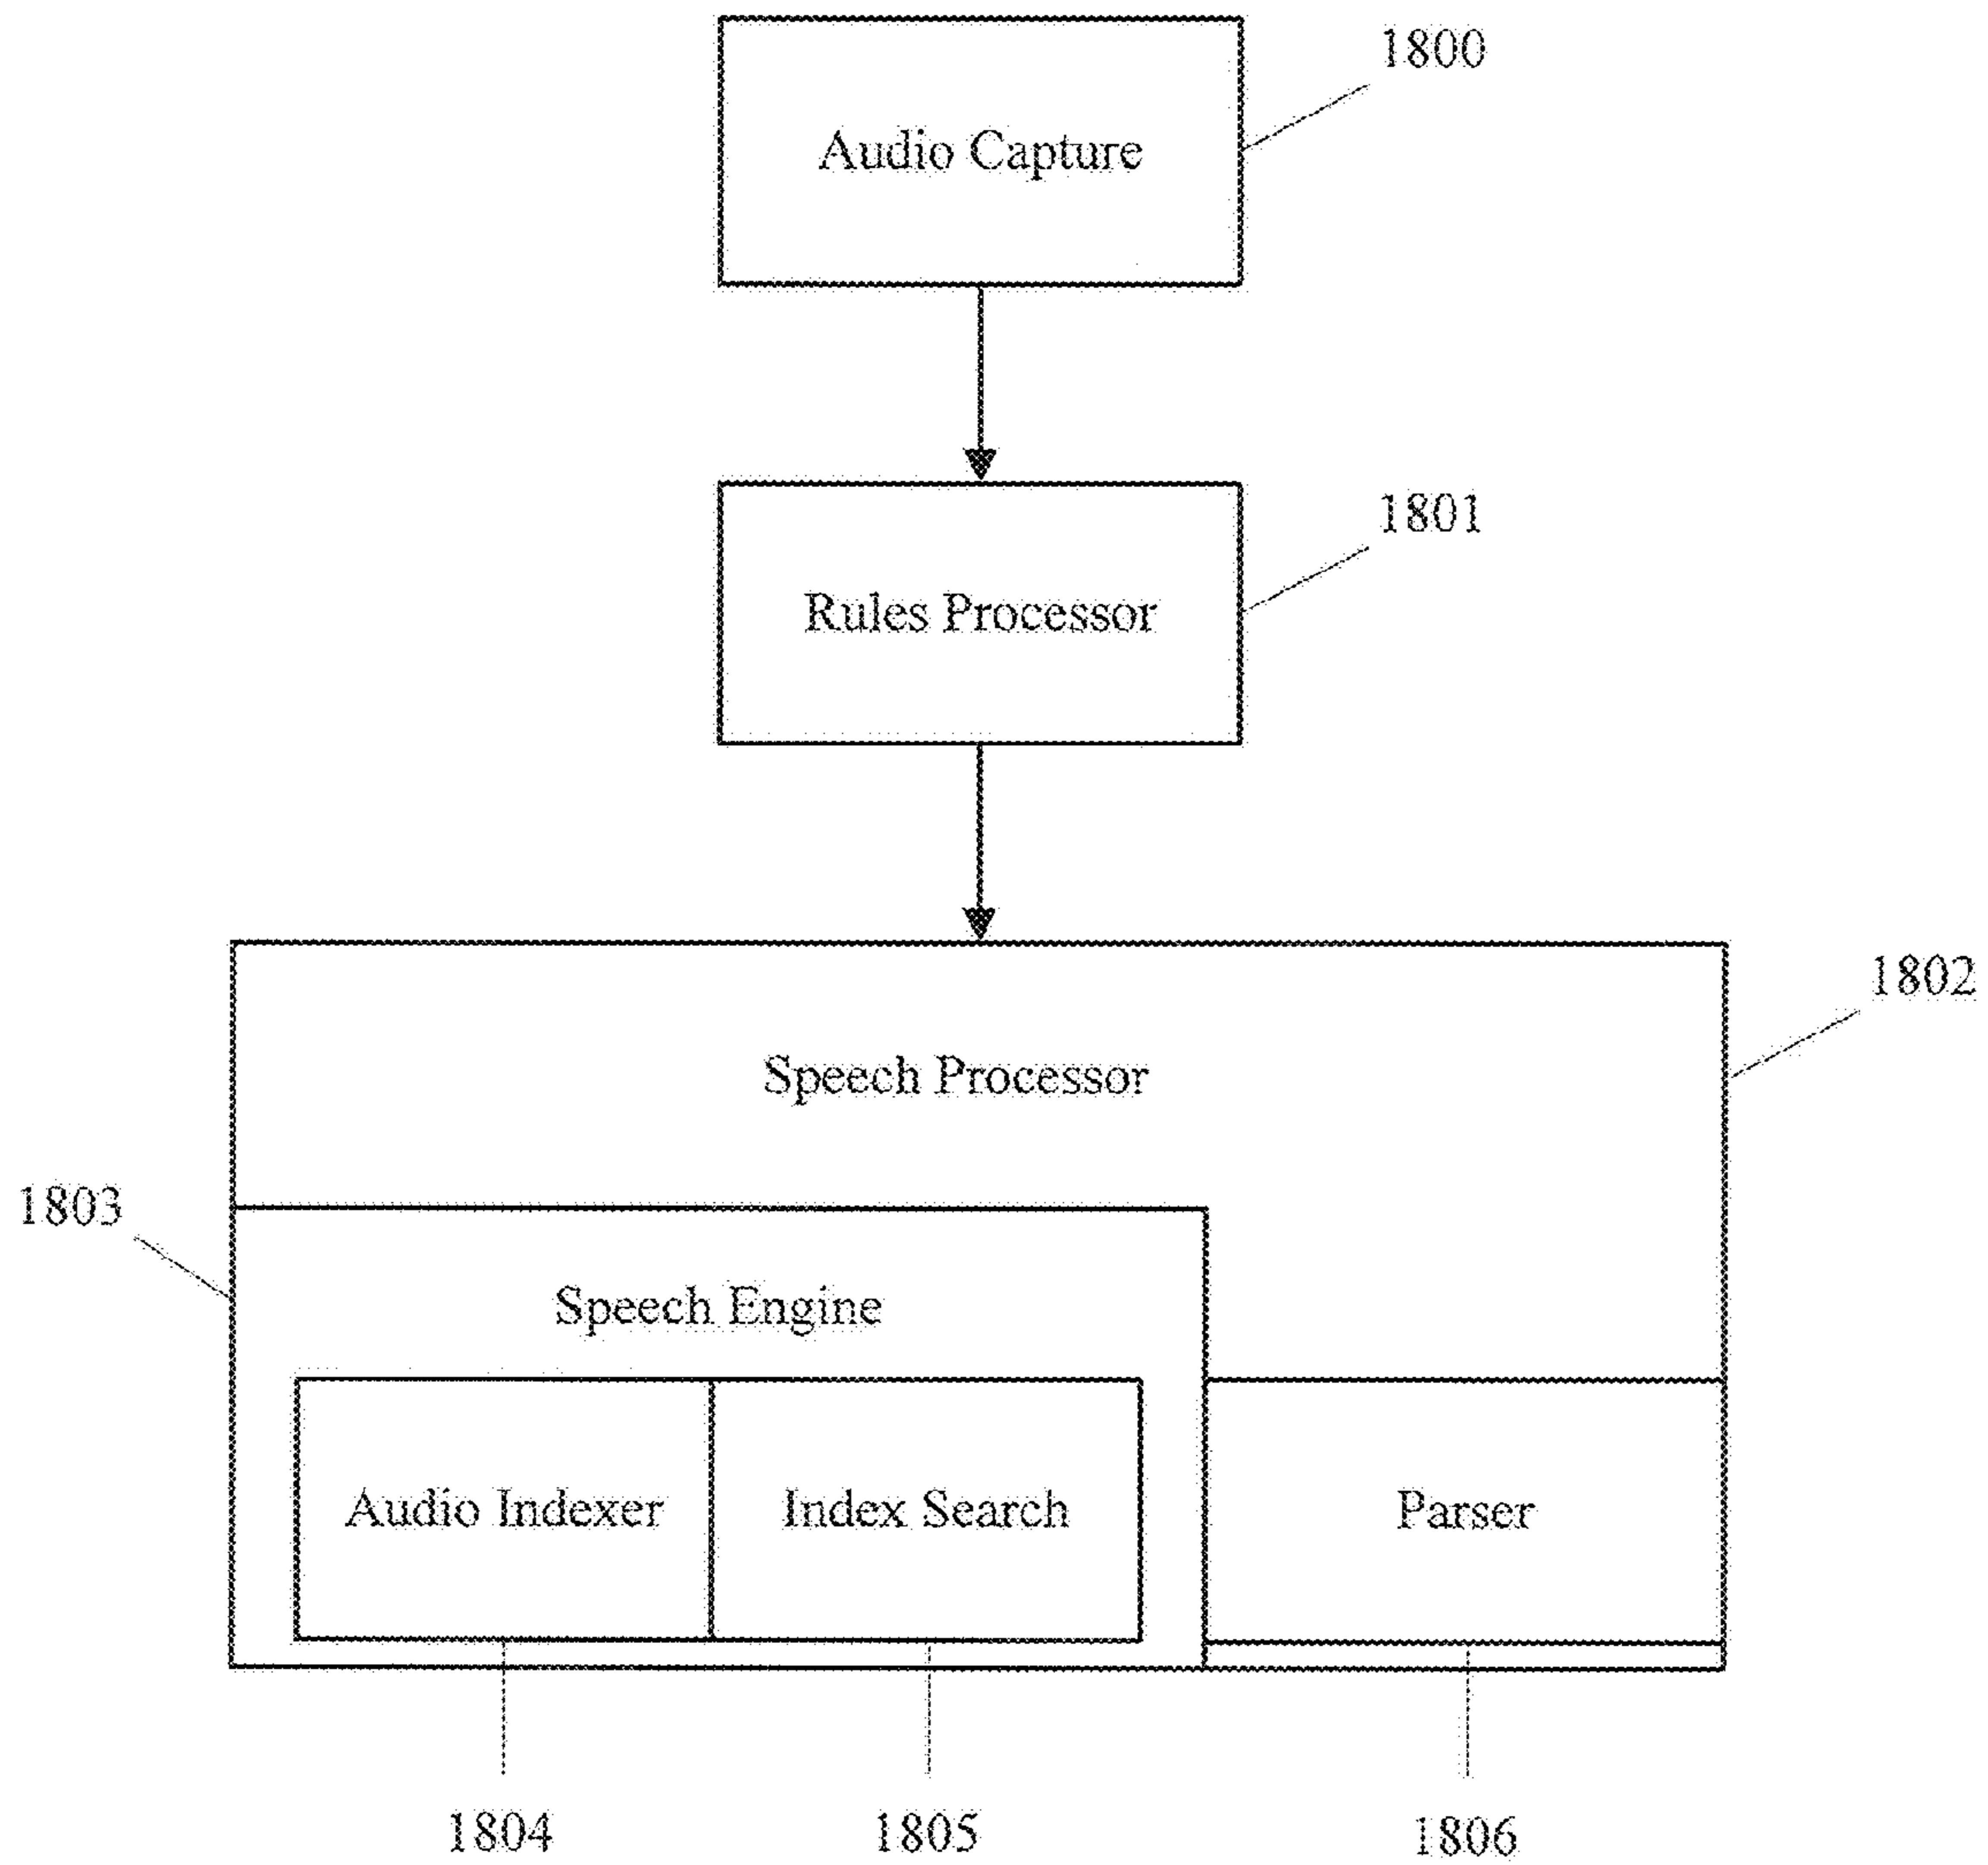 1800
Audio Capture
1801
Rules Processor
1802
Speech Processor
1803
Speech Engine
Audio Indexer
Index Search
Parser
1804
1805
1806